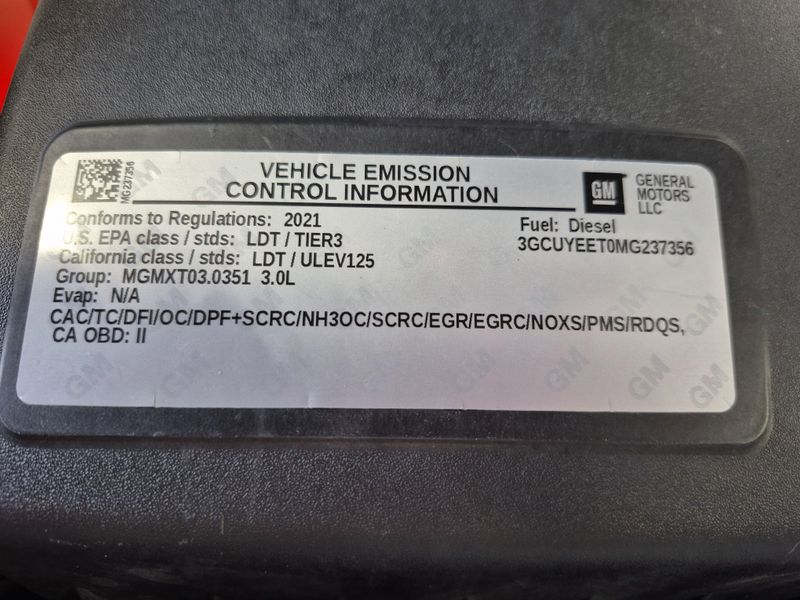 MG237356
VEHICLE EMISSION
CONTROL INFORMATION
GM
GENERAL
MOTORS
LLC
Conforms to Regulations: 2021
Fuel: Diesel
U.S. EPA class / stds: LDT / TIER3
3GCUYEET0MG237356
California class / stds: LDT / ULEV125
Group: MGMXT03.0351 3.0L
Evap: N/A
CAC/TC/DFI/OC/DPF+SCRC/NH3OC/SCRC/EGR/EGRC/NOXS/PMS/RDQS,
CA OBD: II